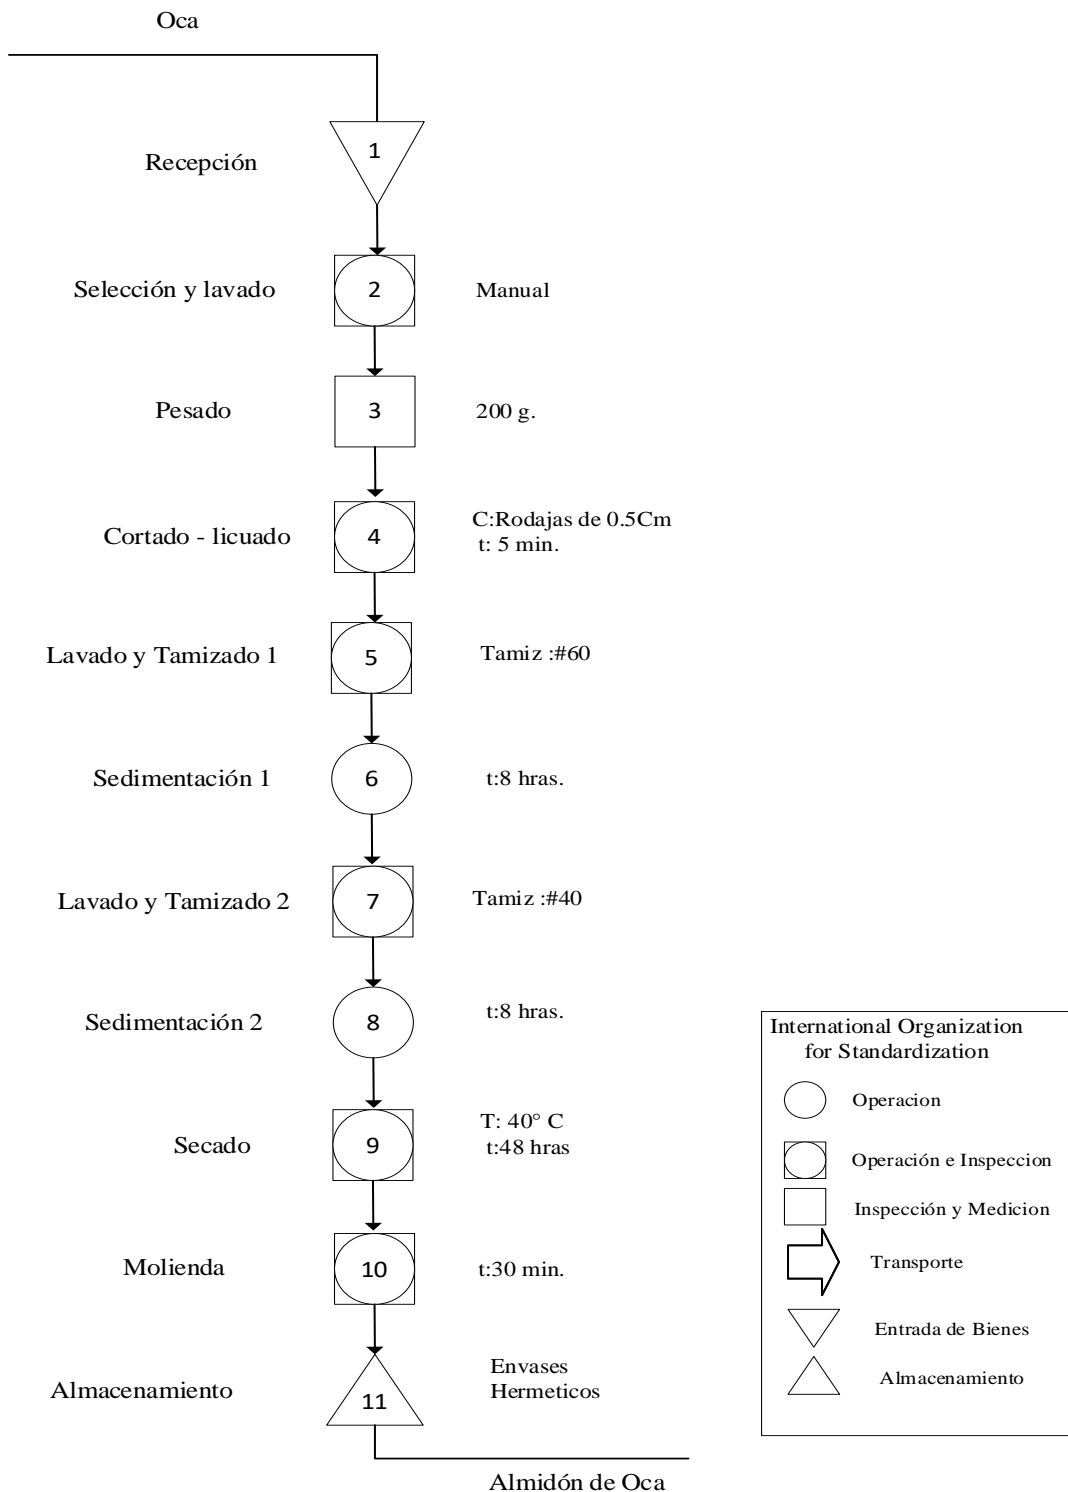 Oca
Recepción
1
Selección y lavado
2
Manual
Pesado
3
200 g.
Cortado - licuado
4
C:Rodajas de 0.5Cm
t: 5 min.
Lavado y Tamizado 1
5
Tamiz :#60
Sedimentación 1
6
t:8 hras.
Lavado y Tamizado 2
7
Tamiz :#40
Sedimentación 2
8
t:8 hras.
Secado
9
T: 40° C
t:48 hras
Molienda
10
t:30 min.
Almacenamiento
11
Envases
Hermeticos
Almidón de Oca
International Organization
for Standardization
Operacion
Operación e Inspeccion
Inspección y Medicion
Transporte
Entrada de Bienes
Almacenamiento